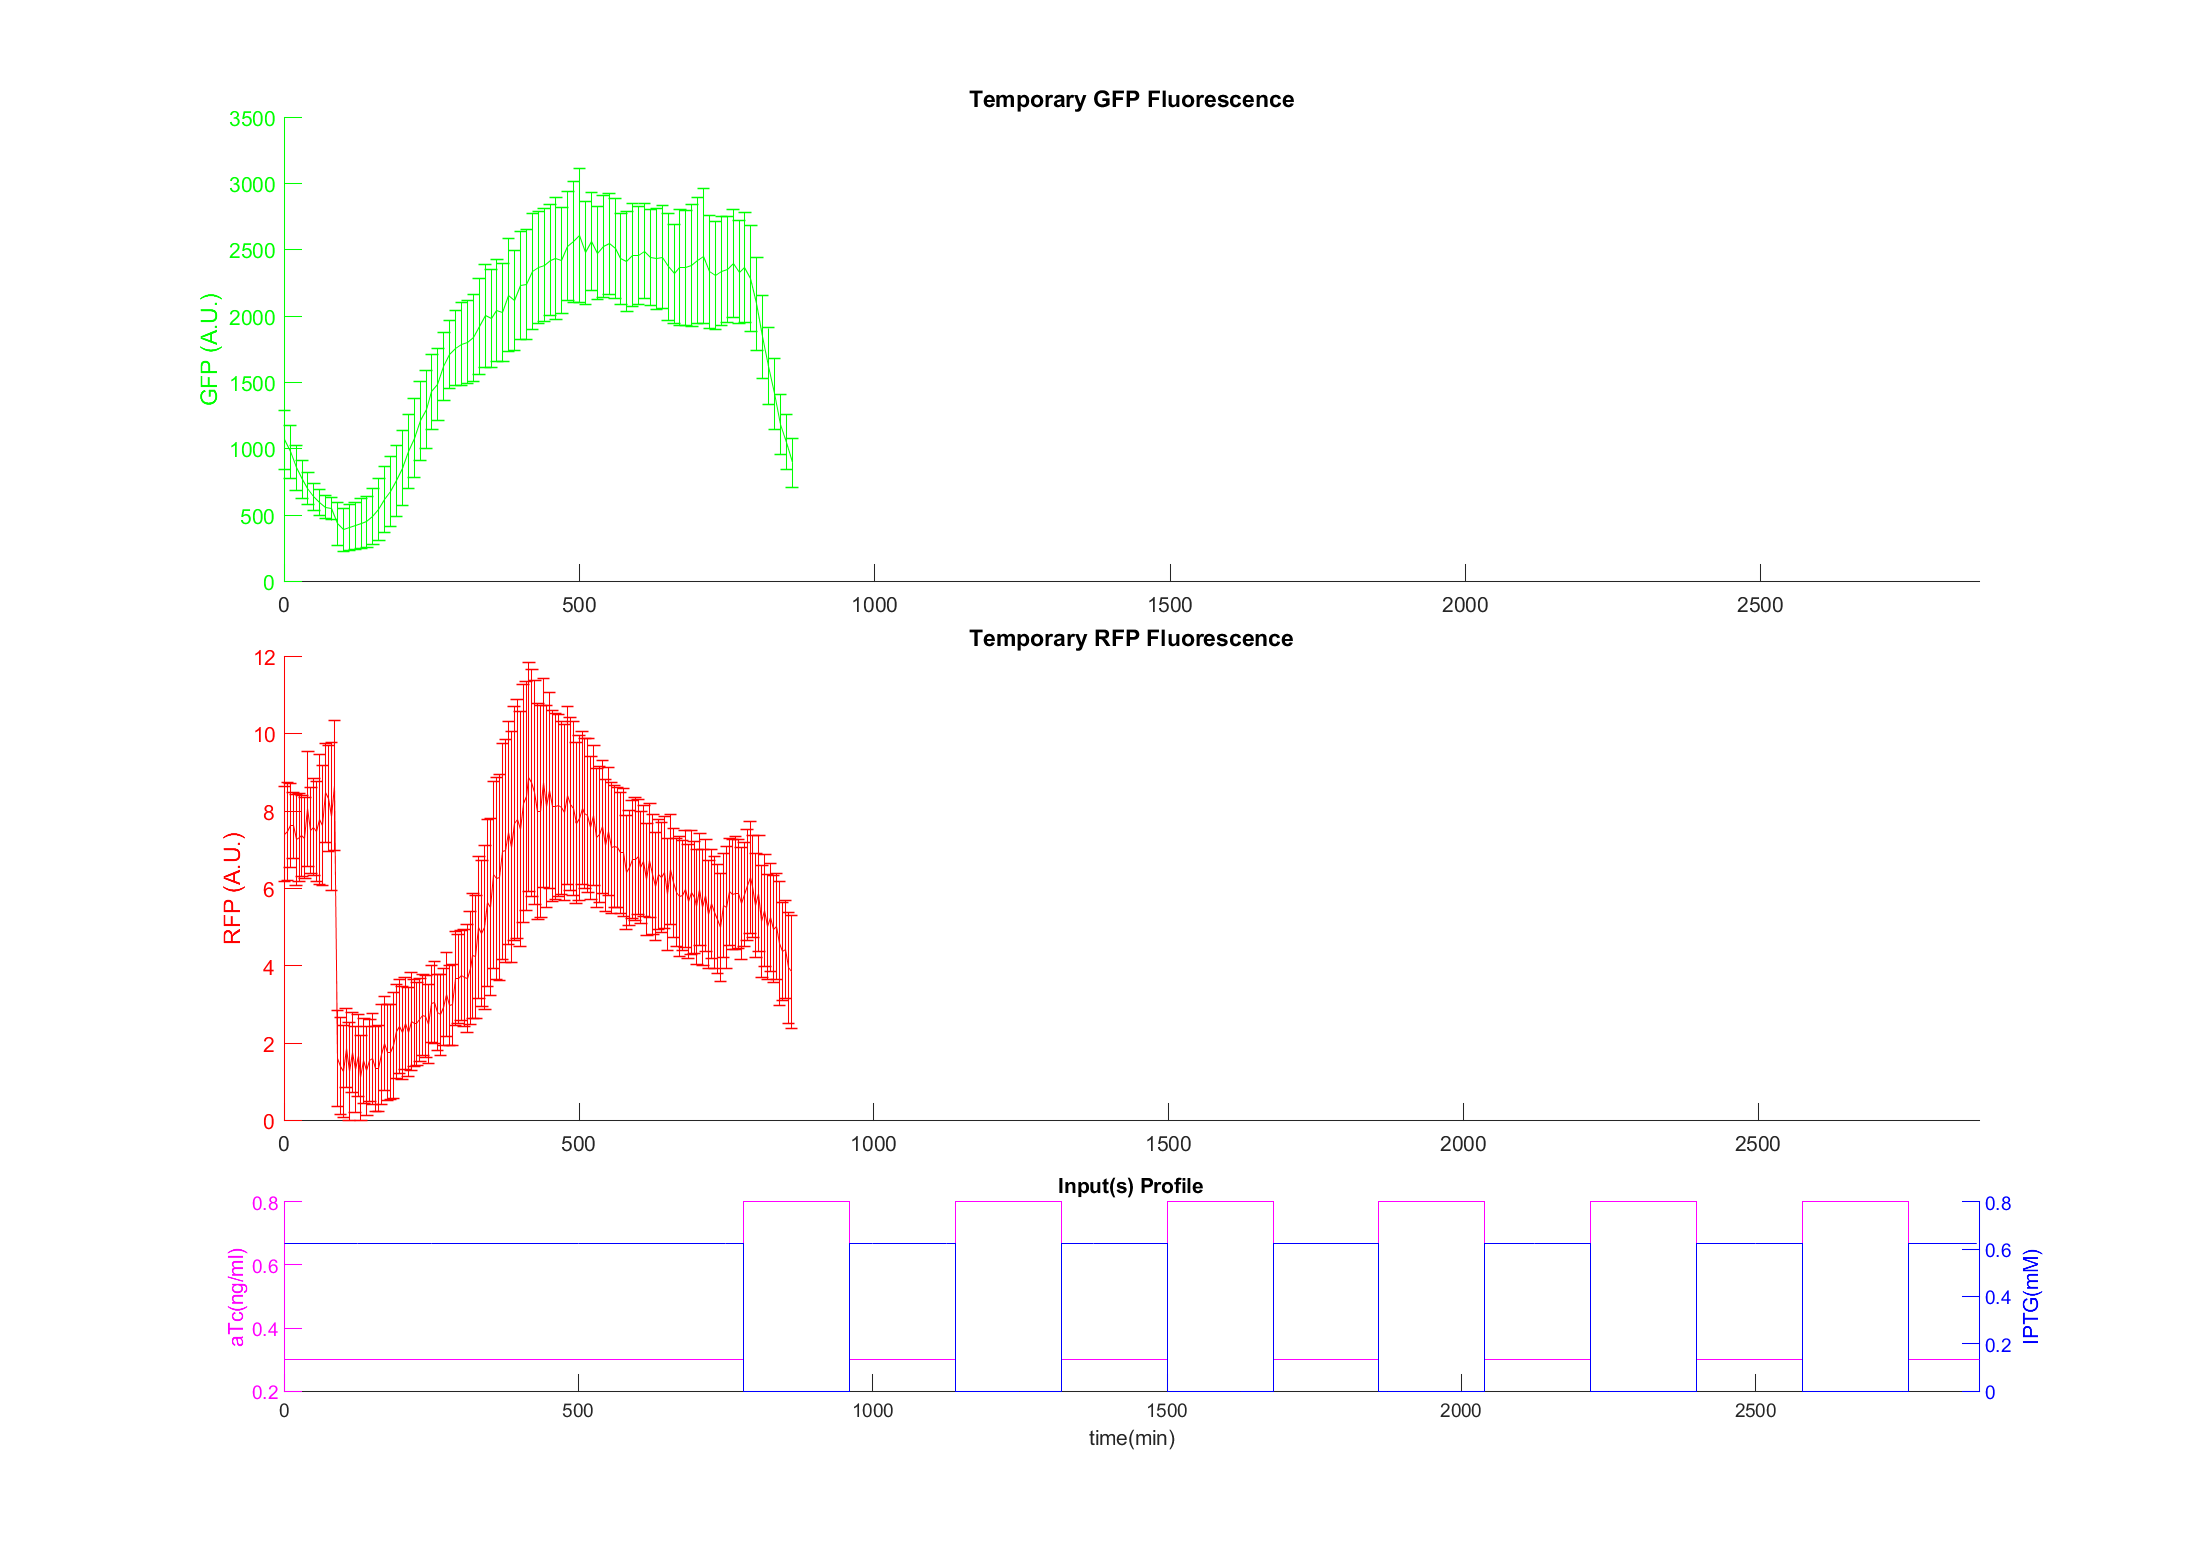 Temporary GFP Fluorescence
GFP (A.U.)
3500
3000
2500
2000
1500
1000
500
0
0 500 1000 1500 2000 2500
Temporary RFP Fluorescence
RFP (A.U.)
12
10
8
6
4
2
0
0 500 1000 1500 2000 2500
Input(s) Profile
aTc(ng/ml)
0.8
0.6
0.4
0.2
0.8
0.6
0.4
0.2
0
IPTG(mM)
0 500 1000 1500 2000 2500
time(min)